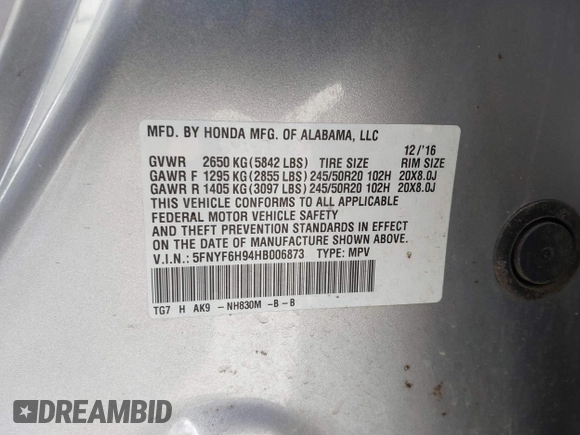 MFD. BY HONDA MFG. OF ALABAMA, LLC
12/'16
GVWR 2650 KG (5842 LBS) TIRE SIZE RIM SIZE
GAWR F 1295 KG (2855 LBS) 245/50R20 102H 20X8.0J
GAWR R 1405 KG (3097 LBS) 245/50R20 102H 20X8.0J
THIS VEHICLE CONFORMS TO ALL APPLICABLE
FEDERAL MOTOR VEHICLE SAFETY
AND THEFT PREVENTION STANDARDS IN EFFECT
ON THE DATE OF MANUFACTURE SHOWN ABOVE.
V.I.N.: 5FNYF6H94HB006873 TYPE: MPV
TG7 H AK9 -NH830M -B-B
DREAMBID